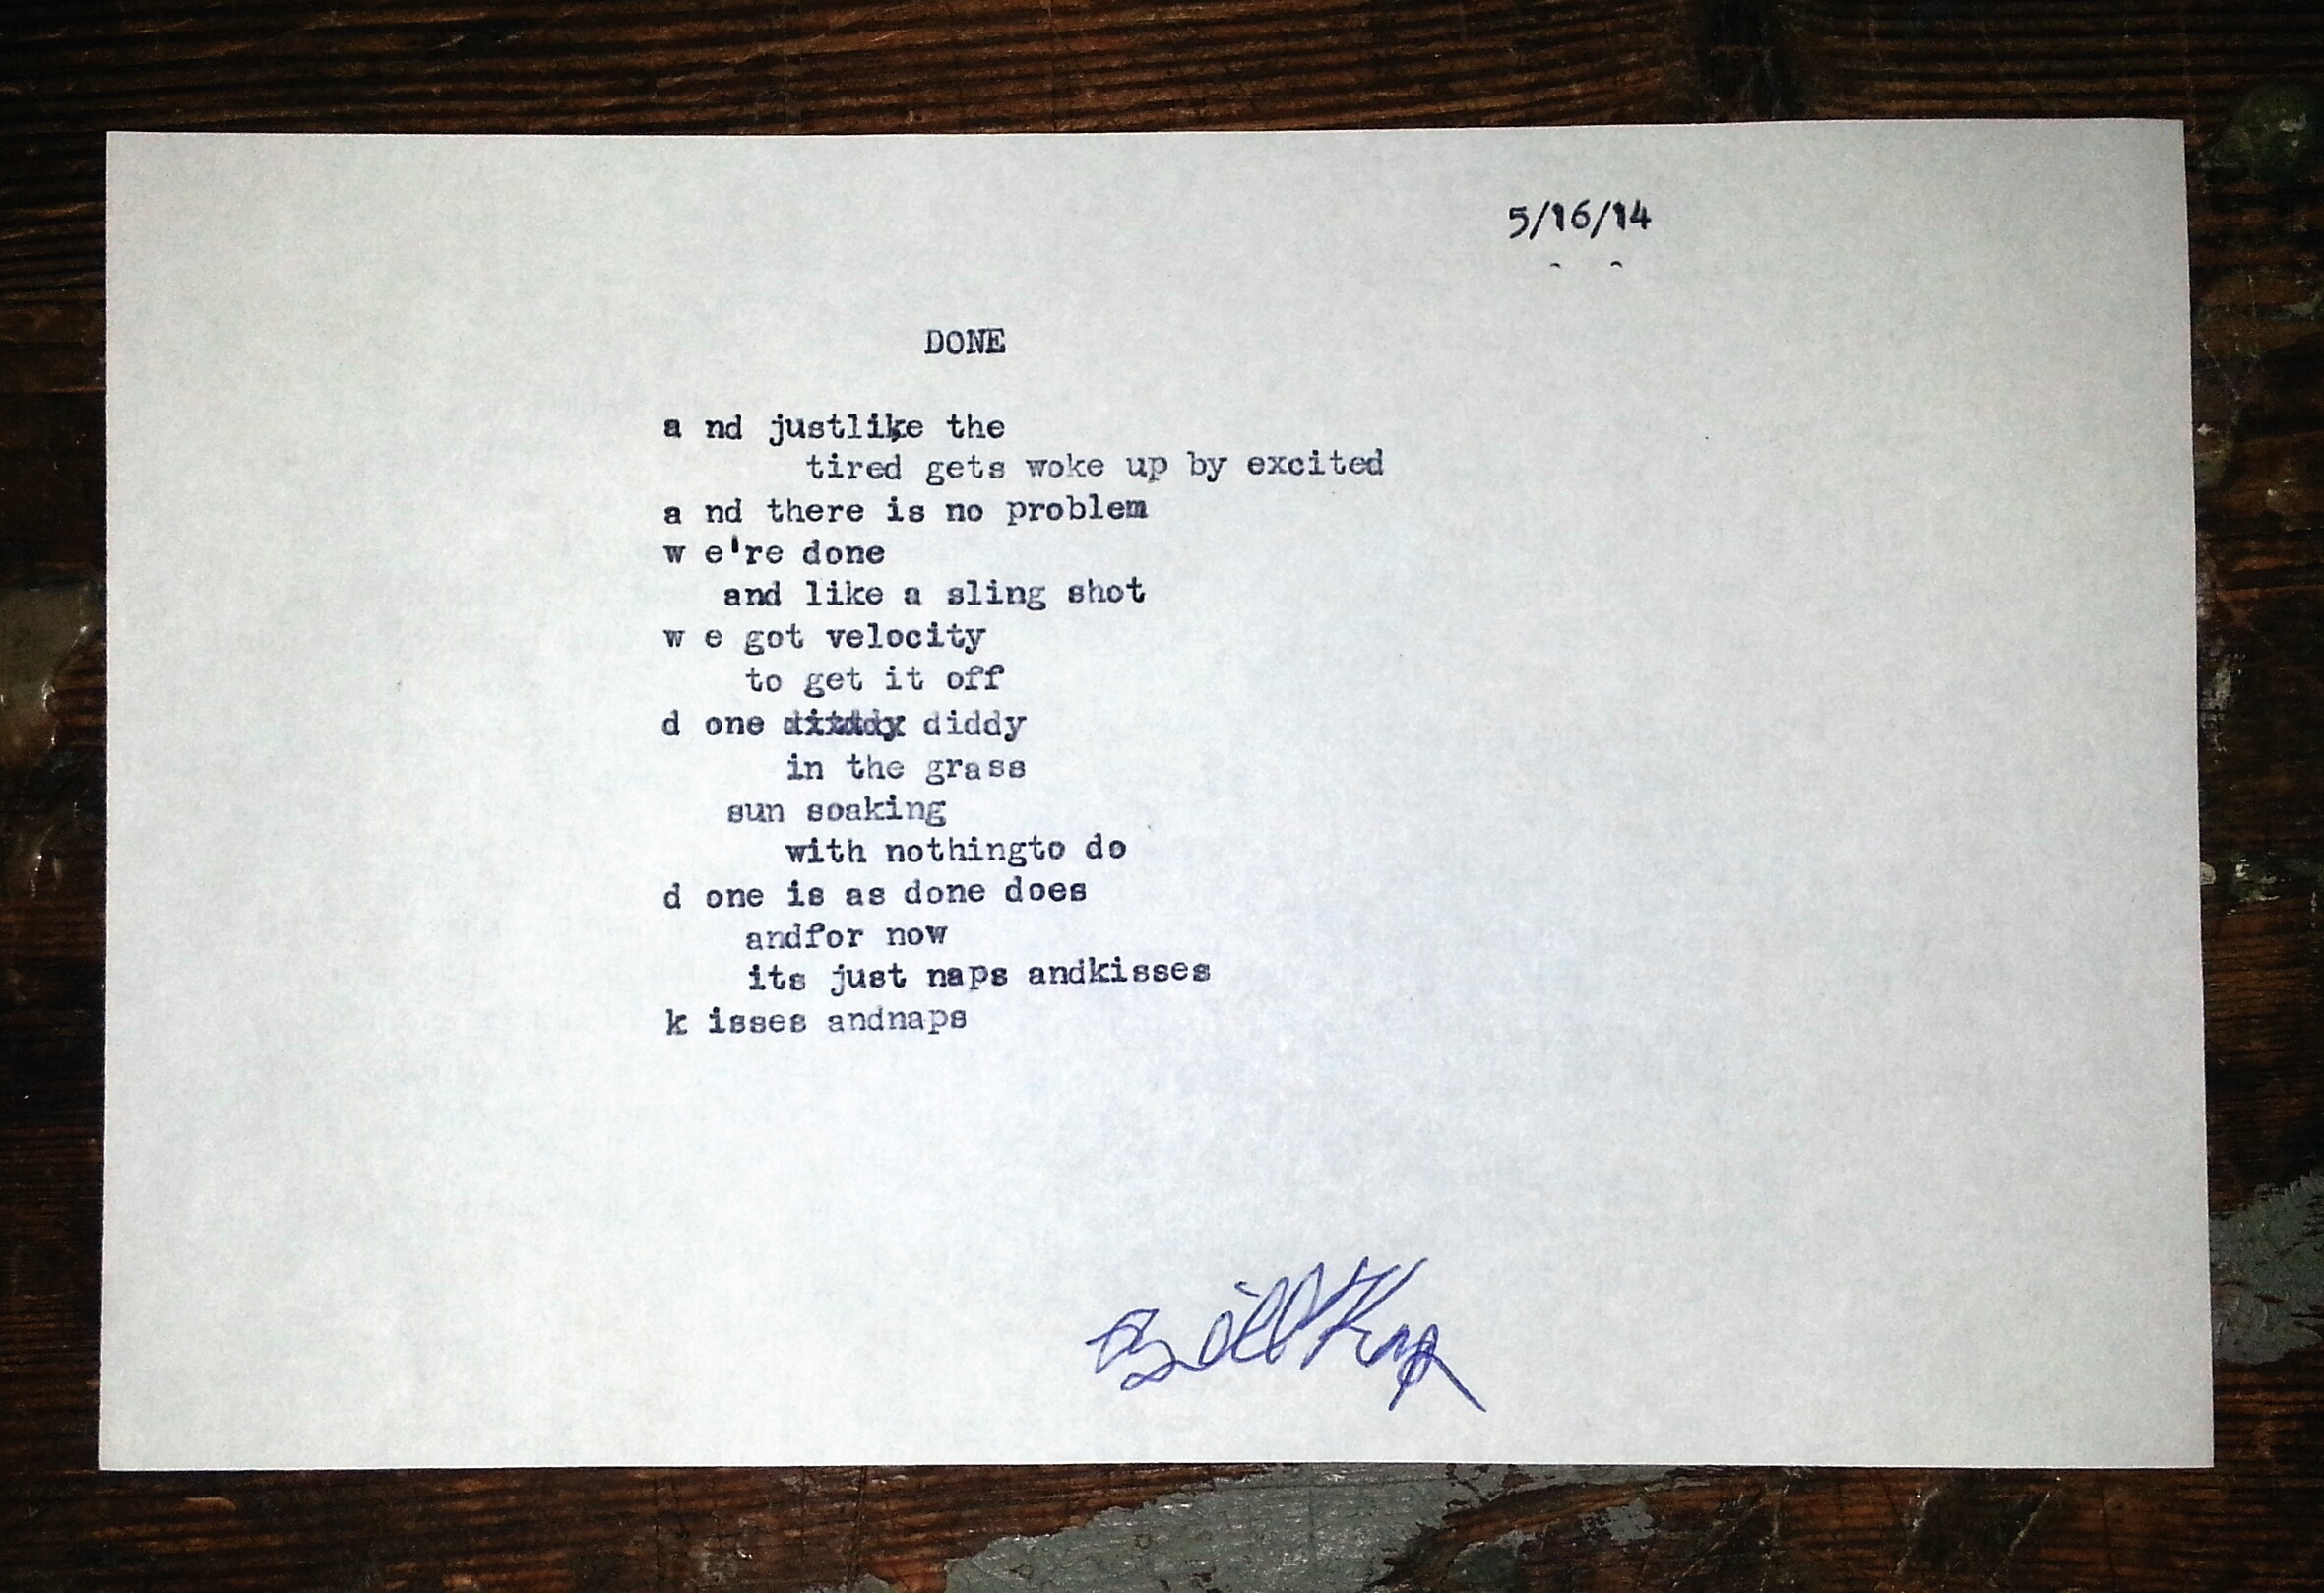 5/16/14
DONE
a nd justlike the
tired gets woke up by excited
a nd there is no problem
w e're done
and like a sling shot
w e got velocity
to get it off
d one diddy
in the grass
sun soaking
with nothingto do
d one is as done does
andfor now
its just naps andkisses
k isses andnaps